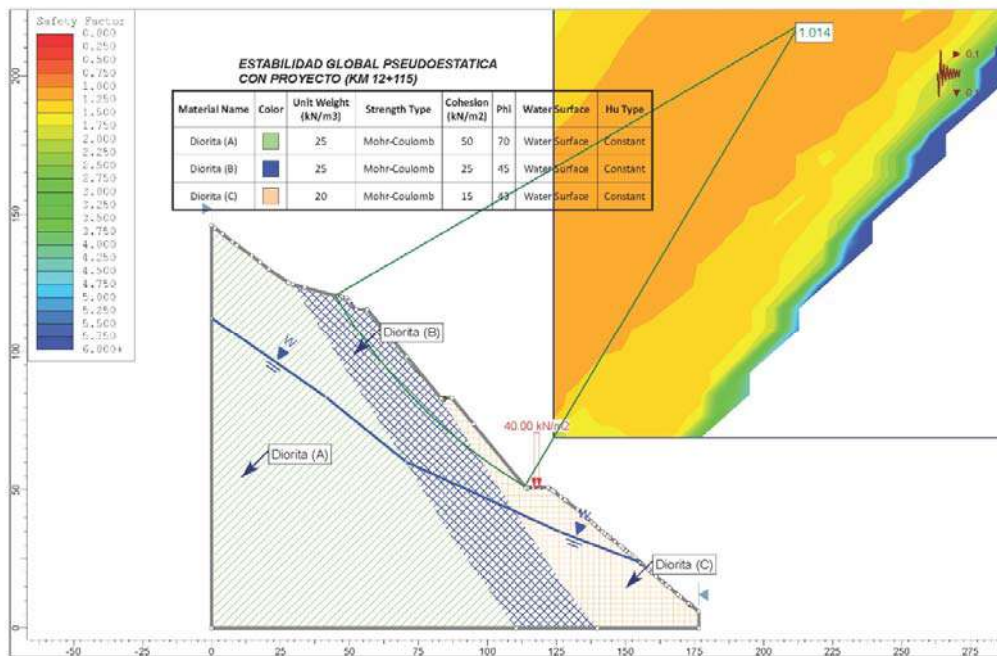 Safety Factor
0.000
0.250
0.500
0.750
1.000
1.250
1.500
1.750
2.000
2.250
2.500
2.750
3.000
3.250
3.500
3.750
4.000
4.250
4.500
4.750
5.000
5.250
5.500
5.750
6.000+
ESTABILIDAD GLOBAL PSEUDOESTATICA
CON PROYECTO (KM 12+115)
Material Name Color Unit Weight (kN/m3) Strength Type Cohesion (kN/m2) Phi Water Surface Hu Type
Diorita (A) 25 Mohr-Coulomb 50 70 Water Surface Constant
Diorita (B) 25 Mohr-Coulomb 25 45 Water Surface Constant
Diorita (C) 20 Mohr-Coulomb 15 43 Water Surface Constant
1.014
0.1
0.1
Diorita (B)
W
40.00 kN/m2
Diorita (A)
W
Diorita (C)
200
150
100
50
0
-50 -25 0 25 50 75 100 125 150 175 200 225 250 275